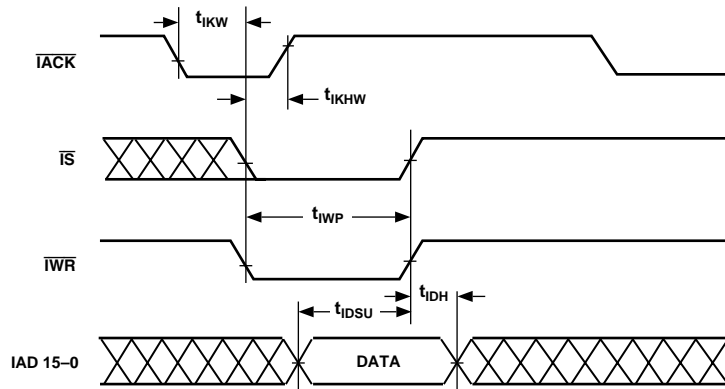 tIKW
IACK
tIKHW
IS
tIWP
IWR
tIDH
tIDSU
IAD 15–0
DATA